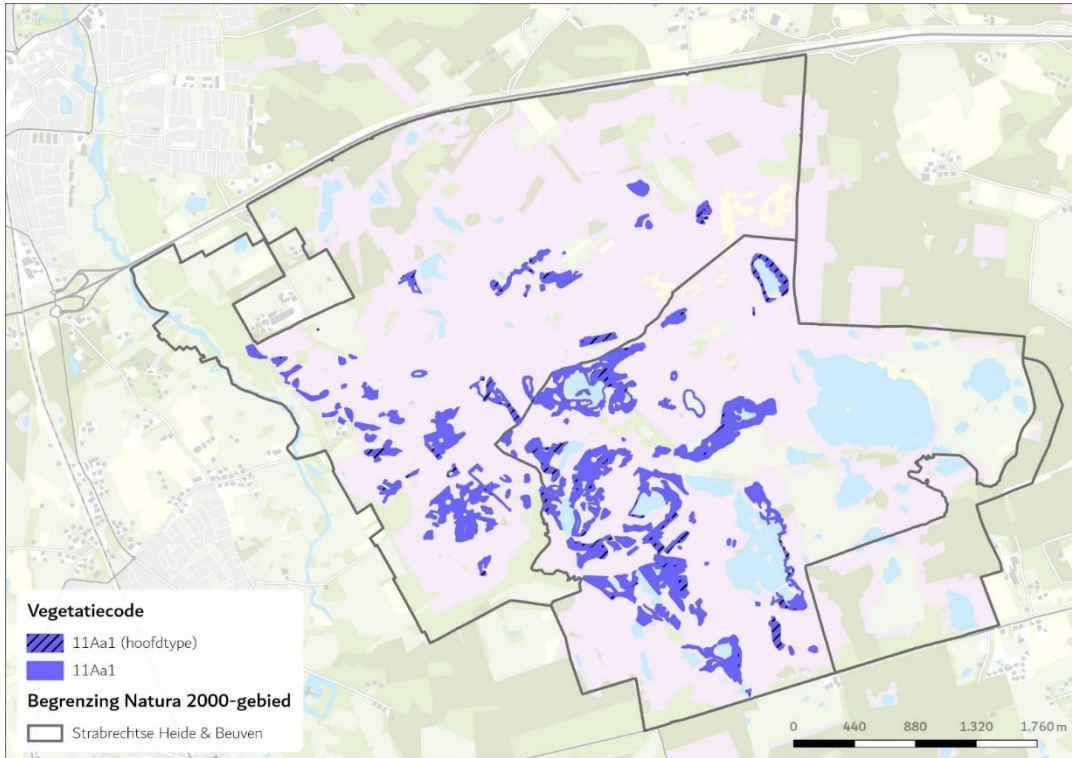 Vegetatiecode
11Aa1 (hoofdtype)
11Aa1
Begrenzing Natura 2000-gebied
Strabrechtse Heide & Beuven
0 440 880 1.320 1.760 m